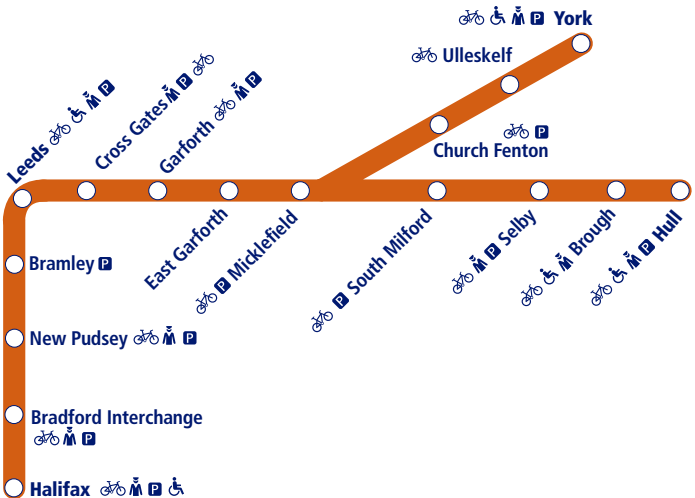 P York
Ulleskelf
P
Church Fenton
Leeds P
Cross Gates P
Garforth P
East Garforth
P Micklefield
P South Milford
P Selby
Brough
P Hull
Bramley P
New Pudsey P
Bradford Interchange
P
Halifax P